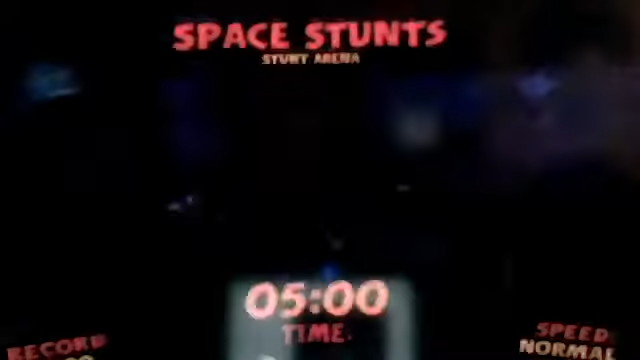 SPACE STUNTS
STUNT ARENA
05:00
TIME
RECORD
SPEED
NORMAL